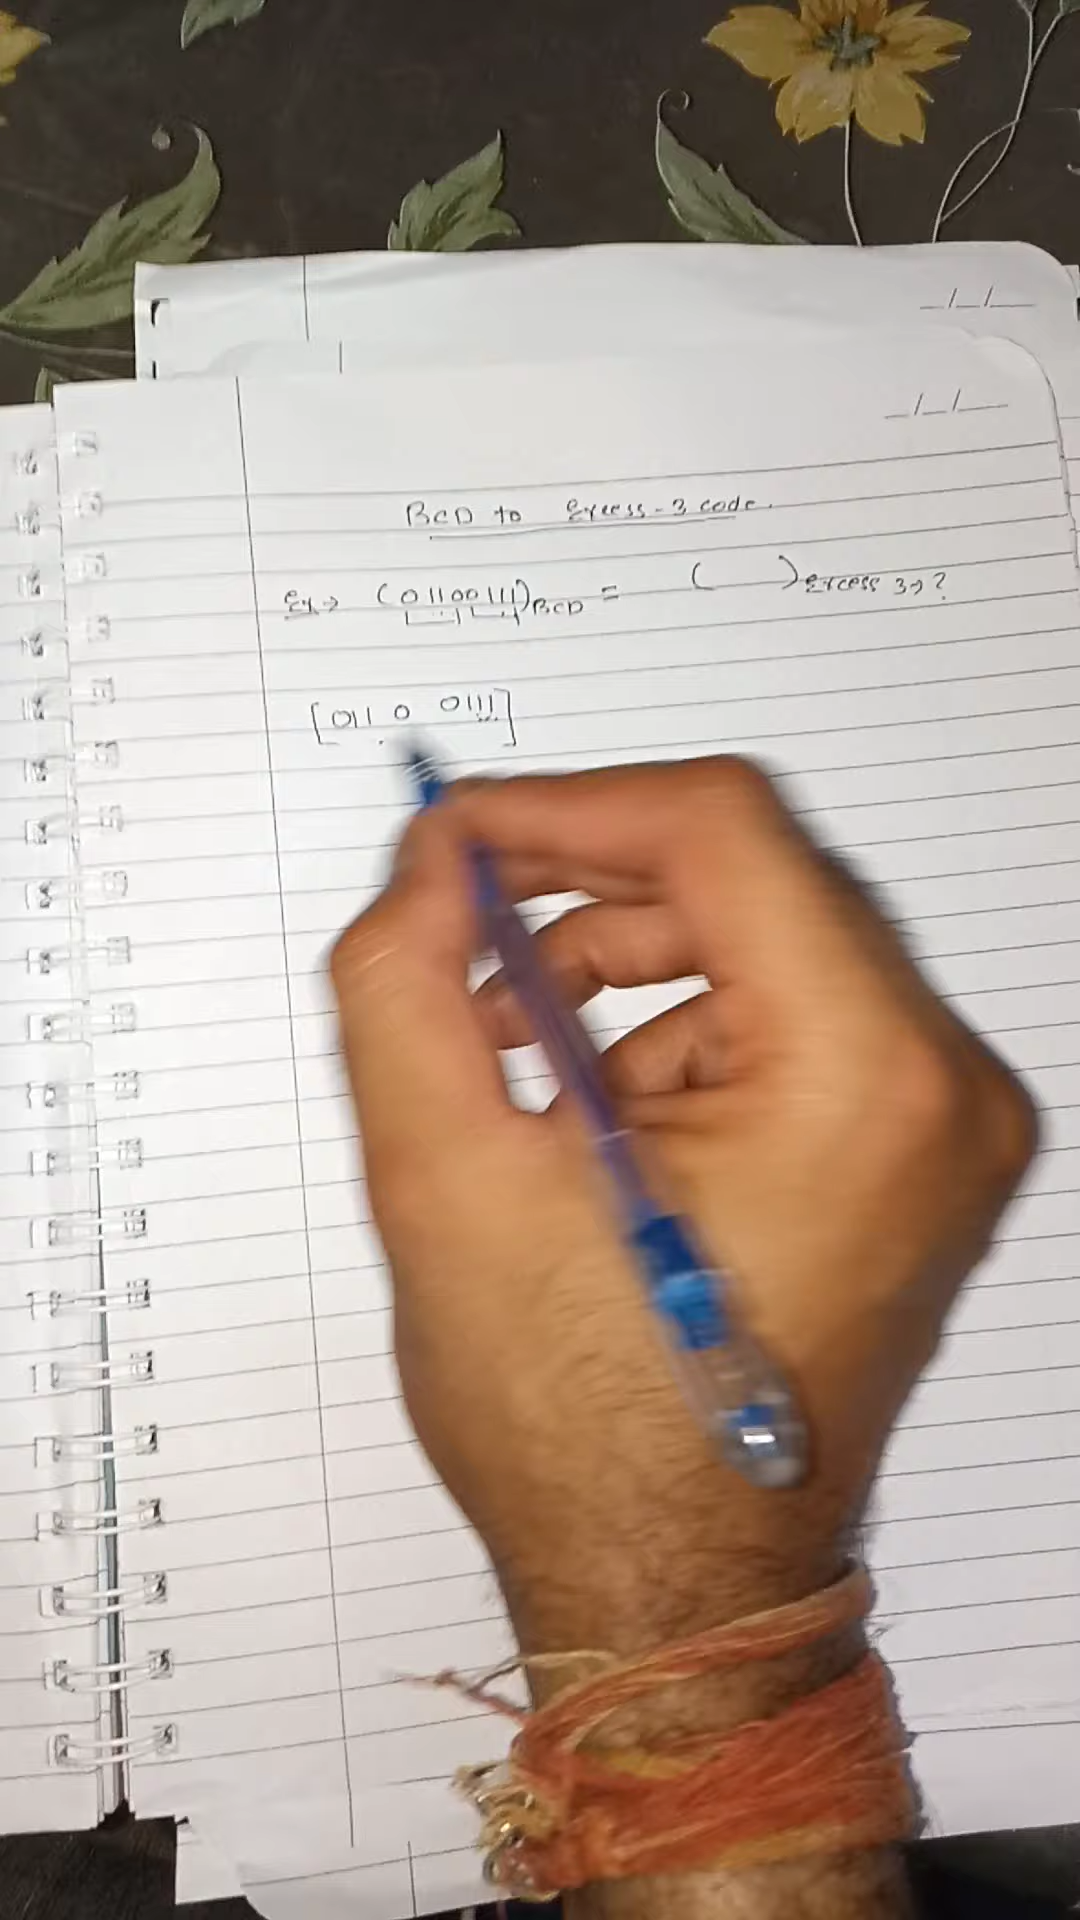 _/_/_
_/_/_
BCD to Excess-3 code.
Ex→ (01100111)BCD = ( )Excess 3→?
[0110 0111]